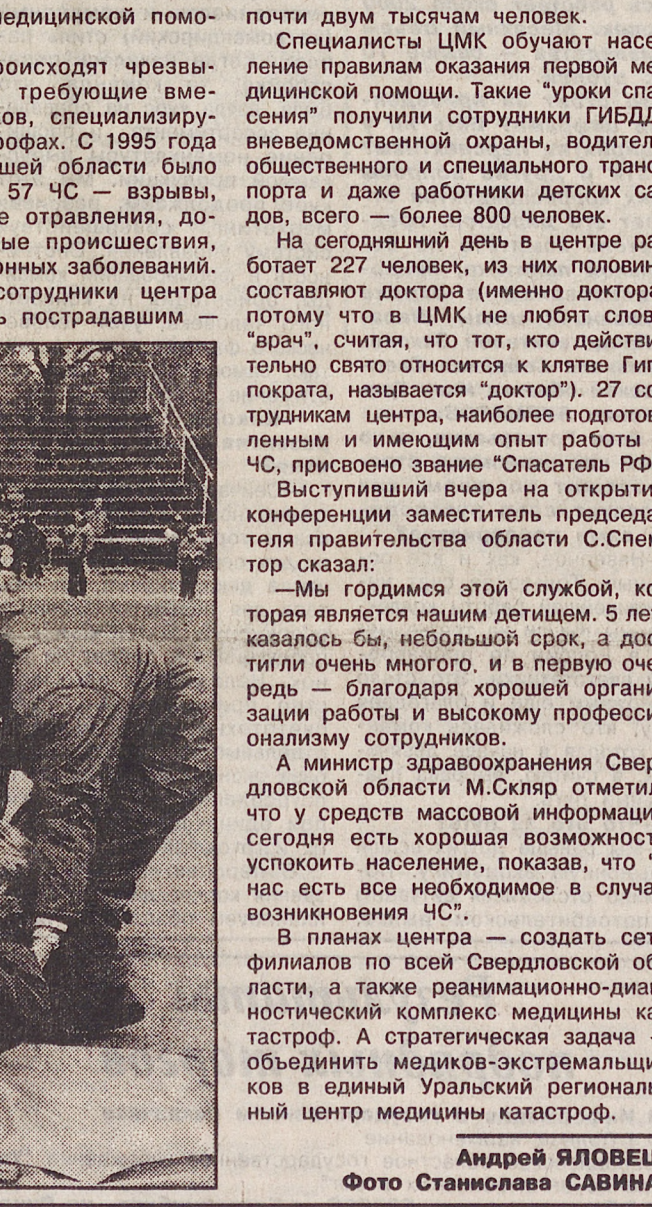 едицинской помо-
роисходят чрезвы-
требующие вме-
ков, специализиру-
рофах. С 1995 года
шей области было
57 ЧС — взрывы,
е отравления, до-
ые происшествия,
онных заболеваний.
сотрудники центра
ь пострадавшим —
почти двум тысячам человек.
Специалисты ЦМК обучают насе
ление правилам оказания первой ме
дицинской помощи. Такие “уроки спа
сения” получили сотрудники ГИБДД
вневедомственной охраны, водител
общественного и специального транс
порта и даже работники детских са
дов, всего — более 800 человек.
На сегодняшний день в центре ра
ботает 227 человек, из них половин
составляют доктора (именно доктора
потому что в ЦМК не любят слов
“врач”, считая, что тот, кто действи
тельно свято относится к клятве Гип
пократа, называется “доктор”). 27 со
трудникам центра, наиболее подготов
ленным и имеющим опыт работы
ЧС, присвоено звание “Спасатель РФ
Выступивший вчера на открыти
конференции заместитель председа
теля правительства области С.Спек
тор сказал:
—Мы гордимся этой службой, ко
торая является нашим детищем. 5 лет
казалось бы, небольшой срок, а дос
тигли очень многого, и в первую оче
редь — благодаря хорошей органи
зации работы и высокому професси
онализму сотрудников.
А министр здравоохранения Свер
дловской области М.Скляр отметил
что у средств массовой информаци
сегодня есть хорошая возможност
успокоить население, показав, что “
нас есть все необходимое в случа
возникновения ЧС”.
В планах центра — создать сет
филиалов по всей Свердловской об
ласти, а также реанимационно-диаг
ностический комплекс медицины ка
тастроф. А стратегическая задача -
объединить медиков-экстремальщи
ков в единый Уральский региональ
ный центр медицины катастроф.
Андрей ЯЛОВЕЦ
Фото Станислава САВИНА